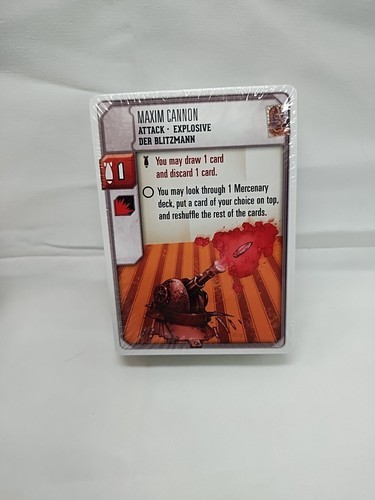 MAXIM CANNON
ATTACK · EXPLOSIVE
DER BLITZMANN
1
You may draw 1 card
and discard 1 card.
You may look through 1 Mercenary
deck, put a card of your choice on top,
and reshuffle the rest of the cards.